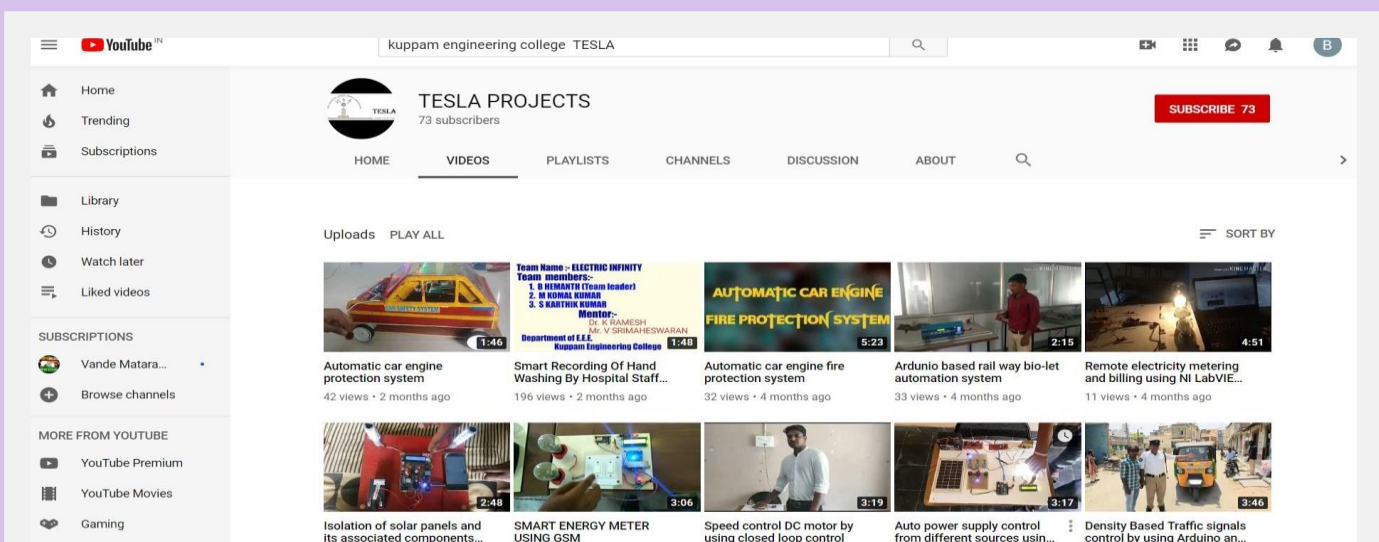 YouTube IN
kuppam engineering college TESLA
B
Home
Trending
Subscriptions
Library
History
Watch later
Liked videos
SUBSCRIPTIONS
Vande Matara...
Browse channels
MORE FROM YOUTUBE
YouTube Premium
YouTube Movies
Gaming
TESLA
TESLA PROJECTS
73 subscribers
SUBSCRIBE 73
HOME VIDEOS PLAYLISTS CHANNELS DISCUSSION ABOUT
Uploads PLAY ALL
SORT BY
1:46
Automatic car engine
protection system
42 views • 2 months ago
Team Name :- ELECTRIC INFINITY
Team members:-
1. B HEMANTH (Team leader)
2. M KOMAL KUMAR
3. S KARTHIK KUMAR
Mentor:-
Dr. K RAMESH
Mr. V SRIMAHESWARAN
Department of E.E.E,
Kuppam Engineering College
1:48
Smart Recording Of Hand
Washing By Hospital Staff...
196 views • 2 months ago
AUTOMATIC CAR ENGINE
FIRE PROTECTION SYSTEM
5:23
Automatic car engine fire
protection system
32 views • 4 months ago
2:15
Ardunio based rail way bio-let
automation system
33 views • 4 months ago
4:51
Remote electricity metering
and billing using NI LabVIE...
11 views • 4 months ago
2:48
Isolation of solar panels and
its associated components...
3:06
SMART ENERGY METER
USING GSM
3:19
Speed control DC motor by
using closed loop control
3:17
Auto power supply control
from different sources usin...
3:46
Density Based Traffic signals
control by using Arduino an...